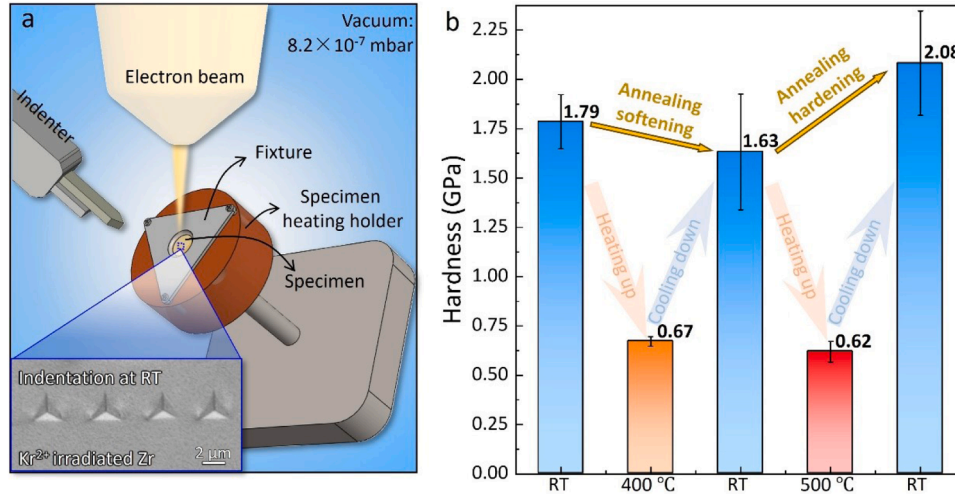 a
Vacuum:
8.2×10⁻⁷ mbar
Electron beam
Indenter
Fixture
Specimen
heating holder
Specimen
Indentation at RT
Kr²⁺ irradiated Zr
2 μm
b
Hardness (GPa)
2.25
2.00
1.75
1.50
1.25
1.00
0.75
0.50
0.25
0.00
1.79
Annealing
softening
1.63
Annealing
hardening
2.08
Heating up
Cooling down
Heating up
Cooling down
0.67
0.62
RT
400 ℃
RT
500 ℃
RT